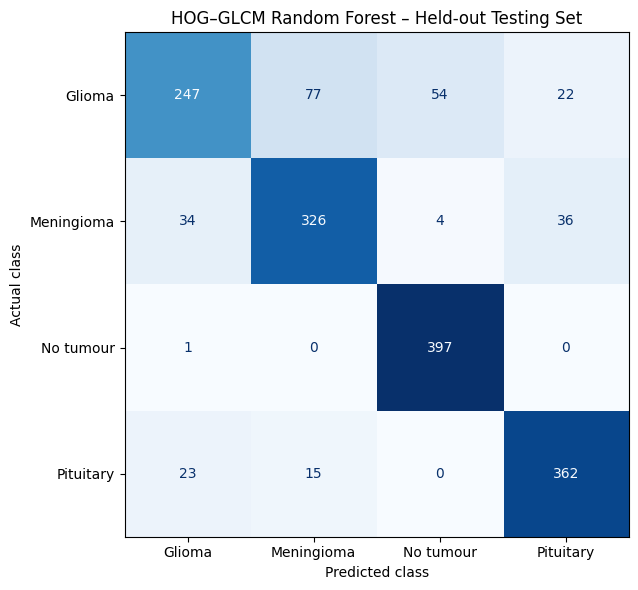 HOG–GLCM Random Forest – Held-out Testing Set
Glioma 247 77 54 22
Meningioma 34 326 4 36
No tumour 1 0 397 0
Pituitary 23 15 0 362
Actual class
Glioma Meningioma No tumour Pituitary
Predicted class